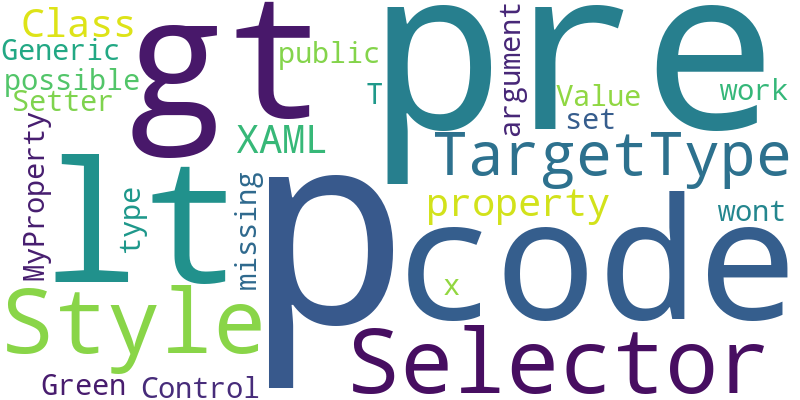 Class
gt
pre
Generic
public
argument
possible
T
Value
work
Setter
set
XAML
MyProperty
TargetType
lt
type
missing
p
property
wont
code
x
Style
Selector
Green
Control